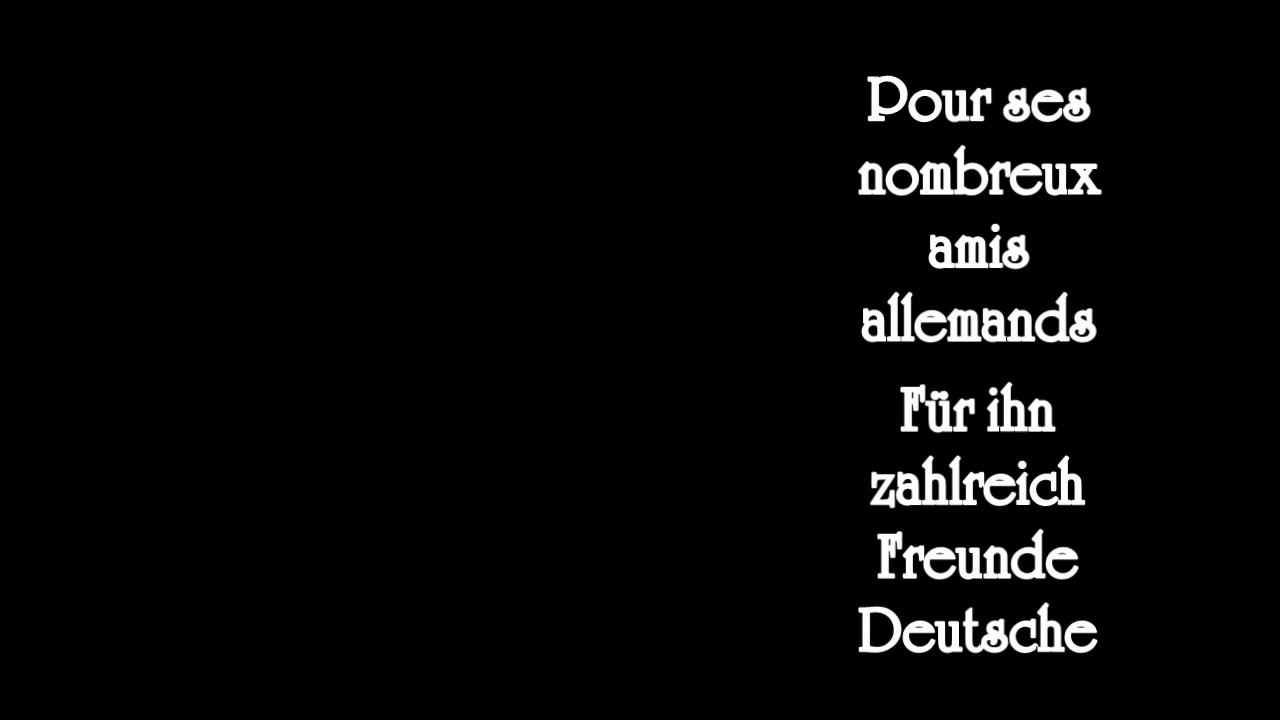 Pour ses
nombreux
amis
allemands
Für ihn
zahlreich
Freunde
Deutsche